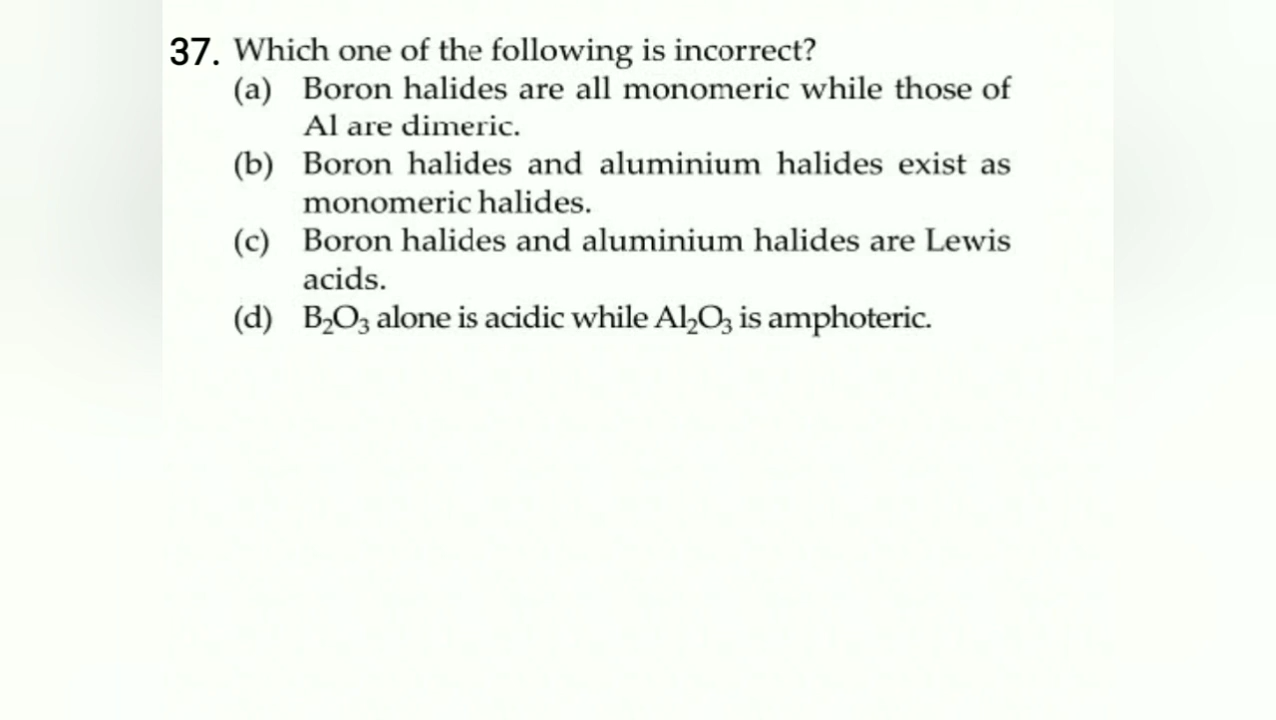 37. Which one of the following is incorrect?
(a) Boron halides are all monomeric while those of
Al are dimeric.
(b) Boron halides and aluminium halides exist as
monomeric halides.
(c) Boron halides and aluminium halides are Lewis
acids.
(d) B₂O₃ alone is acidic while Al₂O₃ is amphoteric.